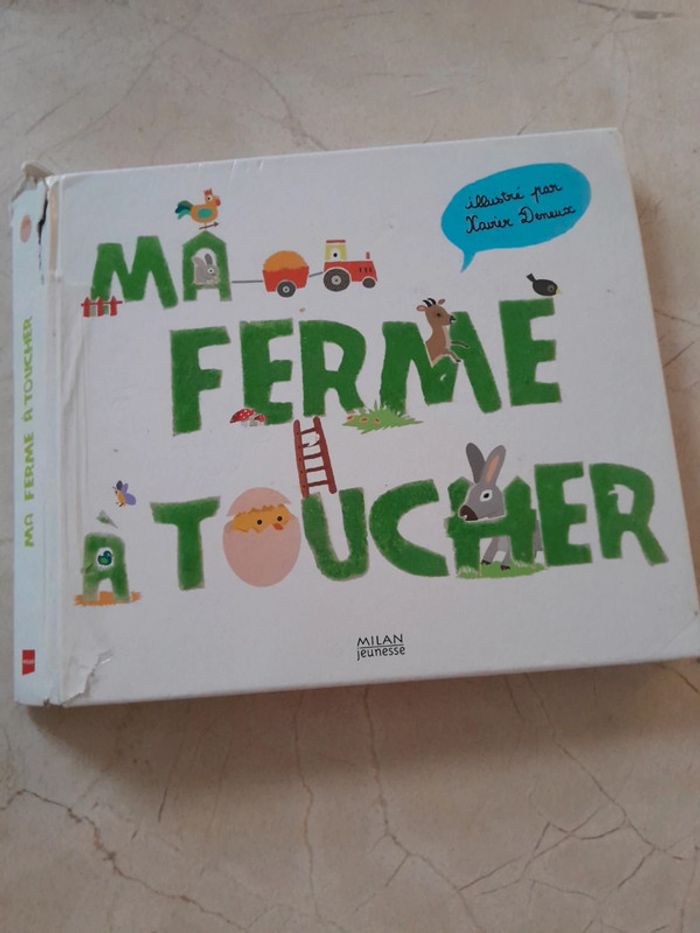 illustré par
Xavier Deneux
MA
FERME
À TOUCHER
MILAN
jeunesse
MA FERME À TOUCHER